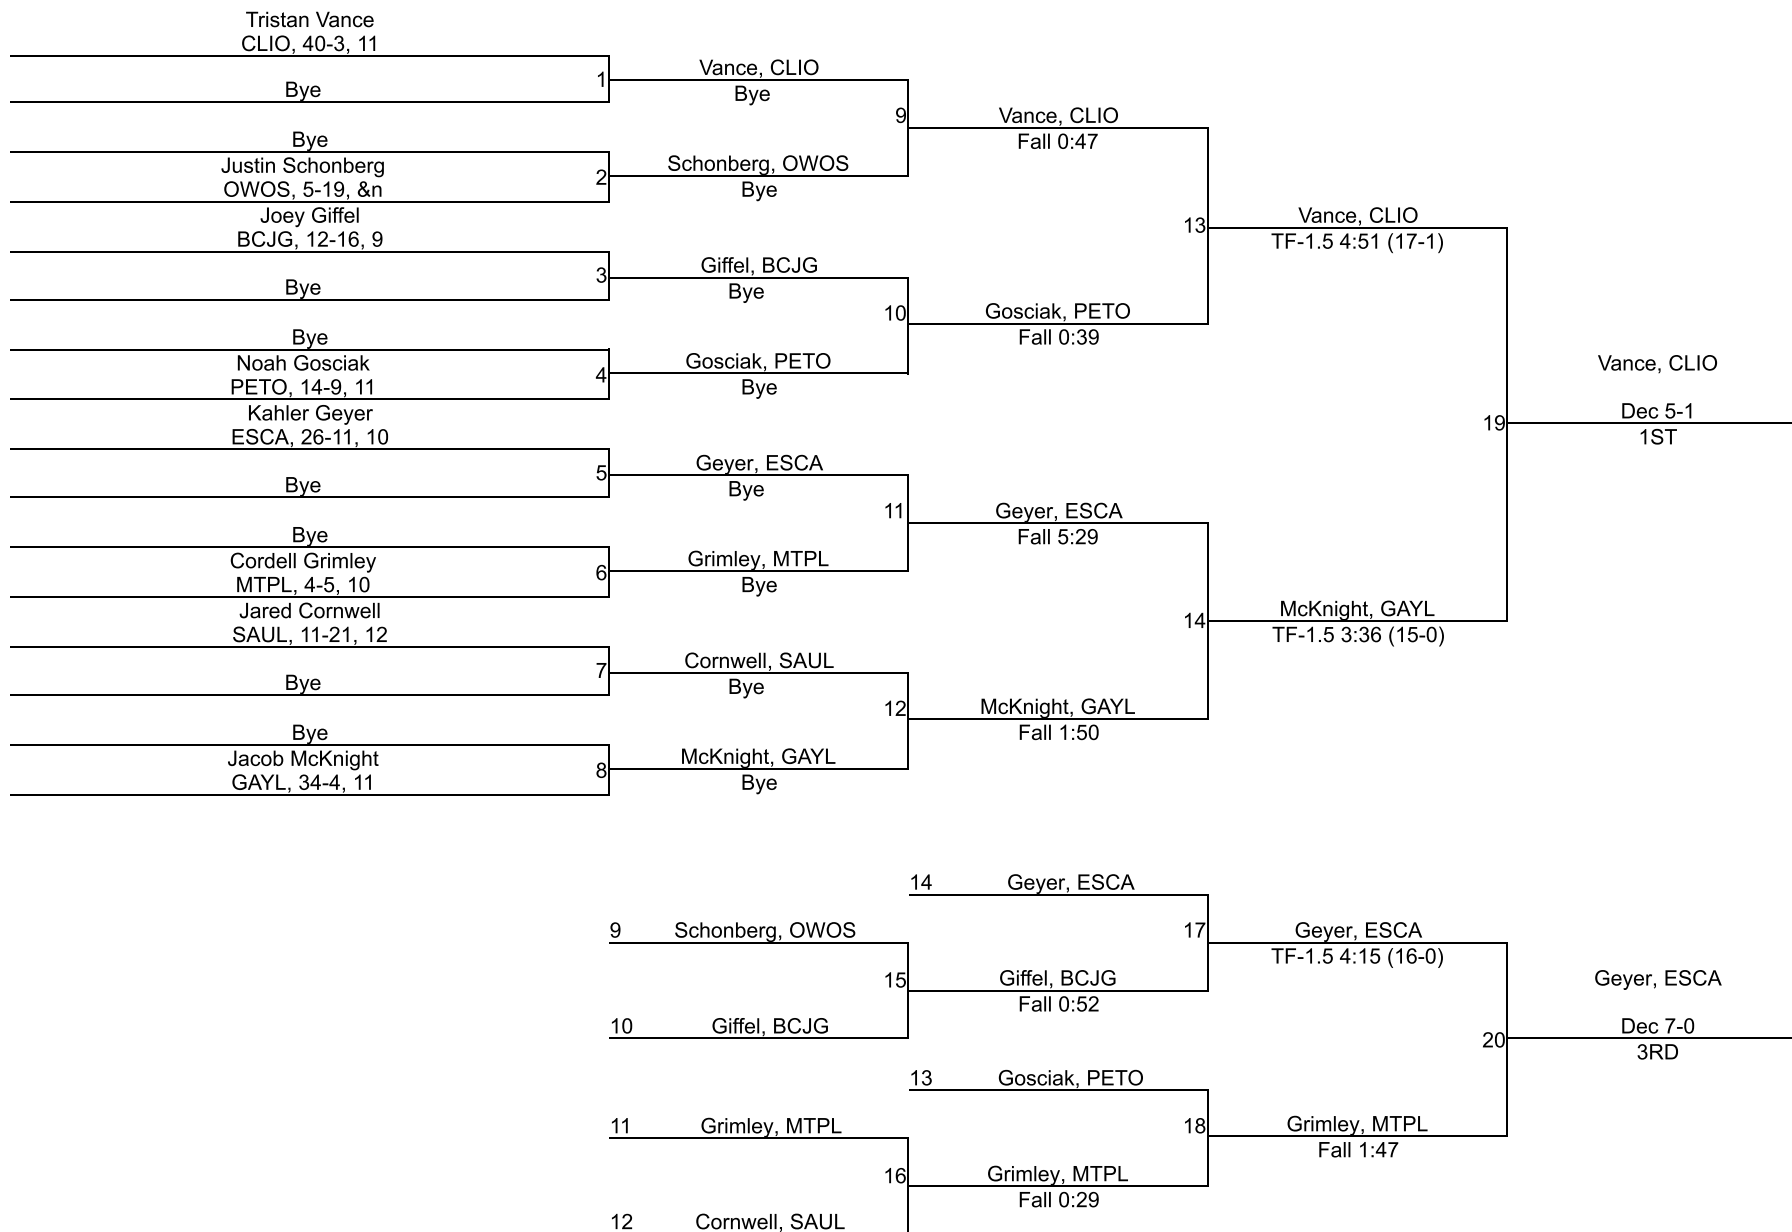 Tristan Vance
CLIO, 40-3, 11
Bye
1
Bye
Justin Schonberg
OWOS, 5-19, &n
2
Joey Giffel
BCJG, 12-16, 9
Bye
3
Bye
Noah Gosciak
PETO, 14-9, 11
4
Kahler Geyer
ESCA, 26-11, 10
Bye
5
Bye
Cordell Grimley
MTPL, 4-5, 10
6
Jared Cornwell
SAUL, 11-21, 12
Bye
7
Bye
Jacob McKnight
GAYL, 34-4, 11
8
Vance, CLIO
Bye
9
Schonberg, OWOS
Bye
Giffel, BCJG
Bye
10
Gosciak, PETO
Bye
Geyer, ESCA
Bye
11
Grimley, MTPL
Bye
Cornwell, SAUL
Bye
12
McKnight, GAYL
Bye
Vance, CLIO
Fall 0:47
13
Gosciak, PETO
Fall 0:39
Geyer, ESCA
Fall 5:29
14
McKnight, GAYL
Fall 1:50
Vance, CLIO
TF-1.5 4:51 (17-1)
19
McKnight, GAYL
TF-1.5 3:36 (15-0)
Vance, CLIO
Dec 5-1
1ST
14 Geyer, ESCA
9 Schonberg, OWOS
15
10 Giffel, BCJG
17
Giffel, BCJG
Fall 0:52
13 Gosciak, PETO
11 Grimley, MTPL
16
12 Cornwell, SAUL
18
Grimley, MTPL
Fall 0:29
Geyer, ESCA
TF-1.5 4:15 (16-0)
20
Grimley, MTPL
Fall 1:47
Geyer, ESCA
Dec 7-0
3RD